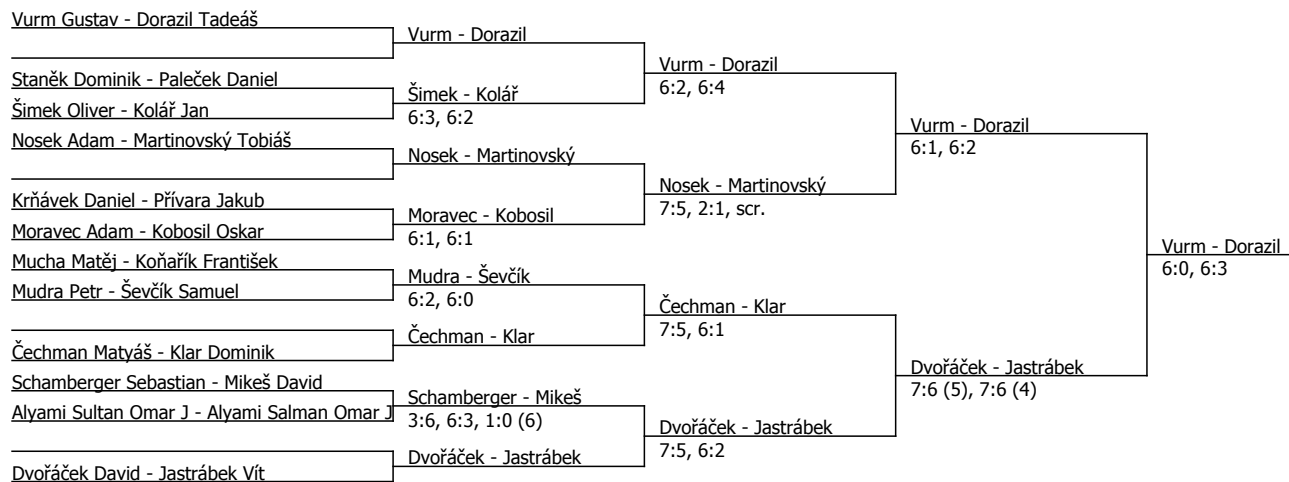 Vurm Gustav - Dorazil Tadeáš
Staněk Dominik - Paleček Daniel
Šimek Oliver - Kolář Jan
Nosek Adam - Martinovský Tobiáš
Krňávek Daniel - Přívara Jakub
Moravec Adam - Kobosil Oskar
Mucha Matěj - Koňařík František
Mudra Petr - Ševčík Samuel
Čechman Matyáš - Klar Dominik
Schamberger Sebastian - Mikeš David
Alyami Sultan Omar J - Alyami Salman Omar J
Dvořáček David - Jastrábek Vít
Vurm - Dorazil
Šimek - Kolář
6:3, 6:2
Nosek - Martinovský
Moravec - Kobosil
6:1, 6:1
Mudra - Ševčík
6:2, 6:0
Čechman - Klar
Schamberger - Mikeš
3:6, 6:3, 1:0 (6)
Dvořáček - Jastrábek
Vurm - Dorazil
6:2, 6:4
Nosek - Martinovský
7:5, 2:1, scr.
Čechman - Klar
7:5, 6:1
Dvořáček - Jastrábek
7:5, 6:2
Vurm - Dorazil
6:1, 6:2
Dvořáček - Jastrábek
7:6 (5), 7:6 (4)
Vurm - Dorazil
6:0, 6:3